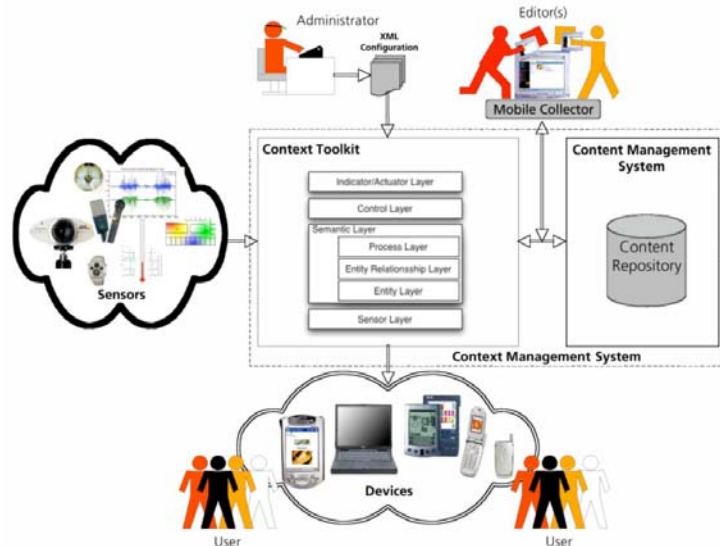 Administrator
XML
Configuration
Editor(s)
Mobile Collector
Context Toolkit
Indicator/Actuator Layer
Control Layer
Semantic Layer
Process Layer
Entity Relationsship Layer
Entity Layer
Sensor Layer
Content Management
System
Content
Repository
Sensors
Context Management System
Devices
User
User